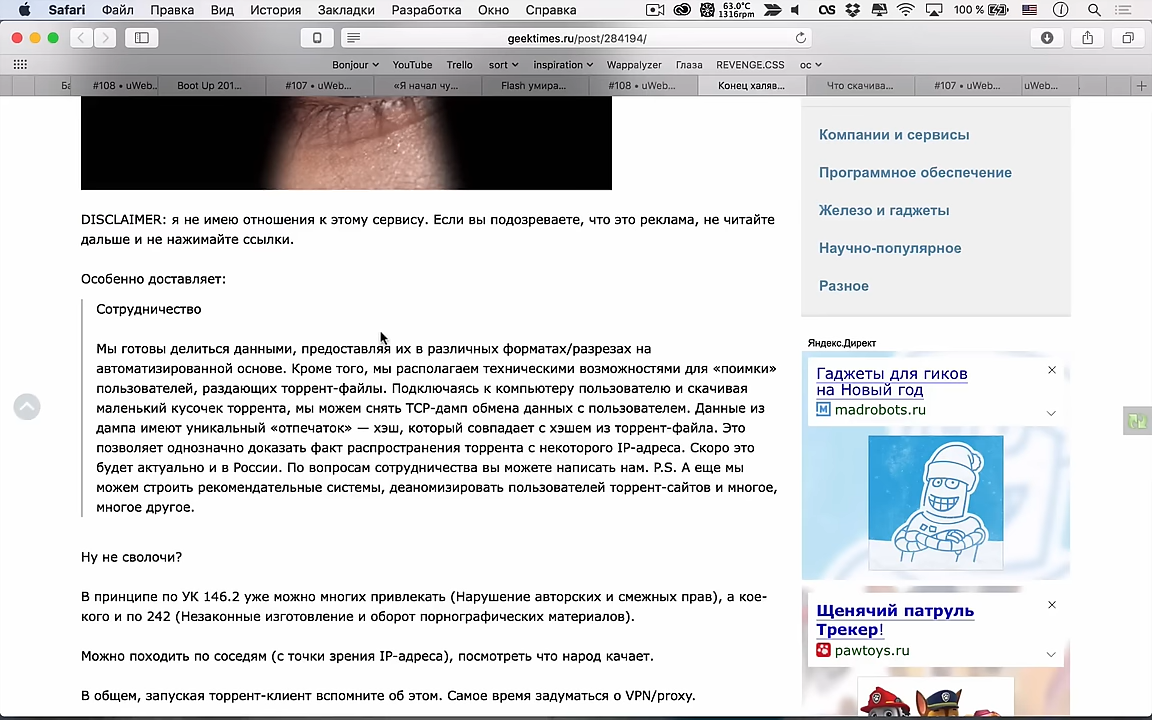 Safari Файл Правка Вид История Закладки Разработка Окно Справка
63.0°C
1316rpm
100 %
geektimes.ru/post/284194/
Bonjour YouTube Trello sort inspiration Wappalyzer Глаза REVENGE.CSS ос
Ба #108 — uWeb... Boot Up 201... #107 — uWeb... «Я начал чу... Flash умира... #108 — uWeb... Конец халяв... Что скачива... #107 — uWeb... uWeb...
DISCLAIMER: я не имею отношения к этому сервису. Если вы подозреваете, что это реклама, не читайте
дальше и не нажимайте ссылки.
Особенно доставляет:
Сотрудничество
Мы готовы делиться данными, предоставляя их в различных форматах/разрезах на
автоматизированной основе. Кроме того, мы располагаем техническими возможностями для «поимки»
пользователей, раздающих торрент-файлы. Подключаясь к компьютеру пользователю и скачивая
маленький кусочек торрента, мы можем снять TCP-дамп обмена данных с пользователем. Данные из
дампа имеют уникальный «отпечаток» — хэш, который совпадает с хэшем из торрент-файла. Это
позволяет однозначно доказать факт распространения торрента с некоторого IP-адреса. Скоро это
будет актуально и в России. По вопросам сотрудничества вы можете написать нам. P.S. А еще мы
можем строить рекомендательные системы, деаномизировать пользователей торрент-сайтов и многое,
многое другое.
Ну не сволочи?
В принципе по УК 146.2 уже можно многих привлекать (Нарушение авторских и смежных прав), а кое-
кого и по 242 (Незаконные изготовление и оборот порнографических материалов).
Можно походить по соседям (с точки зрения IP-адреса), посмотреть что народ качает.
В общем, запуская торрент-клиент вспомните об этом. Самое время задуматься о VPN/proxy.
Компании и сервисы
Программное обеспечение
Железо и гаджеты
Научно-популярное
Разное
Яндекс.Директ
Гаджеты для гиков
на Новый год
madrobots.ru
Щенячий патруль
Трекер!
pawtoys.ru